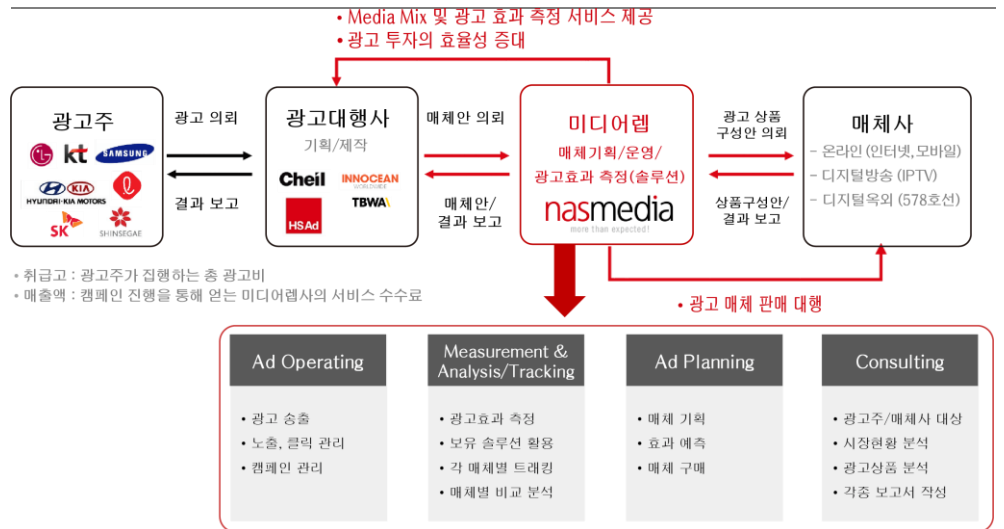 • Media Mix 및 광고 효과 측정 서비스 제공
• 광고 투자의 효율성 증대
광고주
LG
kt
SAMSUNG
HYUNDAI·KIA MOTORS
KIA
SK
SHINSEGAE
광고 의뢰
결과 보고
광고대행사
기획/제작
Cheil
INNOCEAN
WORLDWIDE
HSAd
TBWA\
매체안 의뢰
매체안/
결과 보고
미디어렙
매체기획/운영/
광고효과 측정(솔루션)
nasmedia
more than expected!
광고 상품
구성안 의뢰
상품구성안/
결과 보고
매체사
– 온라인 (인터넷,모바일)
– 디지털방송 (IPTV)
– 디지털옥외 (578호선)
• 취급고 : 광고주가 집행하는 총 광고비
• 매출액 : 캠페인 진행을 통해 얻는 미디어렙사의 서비스 수수료
• 광고 매체 판매 대행
Ad Operating
• 광고 송출
• 노출, 클릭 관리
• 캠페인 관리
Measurement &
Analysis/Tracking
• 광고효과 측정
• 보유 솔루션 활용
• 각 매체별 트래킹
• 매체별 비교 분석
Ad Planning
• 매체 기획
• 효과 예측
• 매체 구매
Consulting
• 광고주/매체사 대상
• 시장현황 분석
• 광고상품 분석
• 각종 보고서 작성